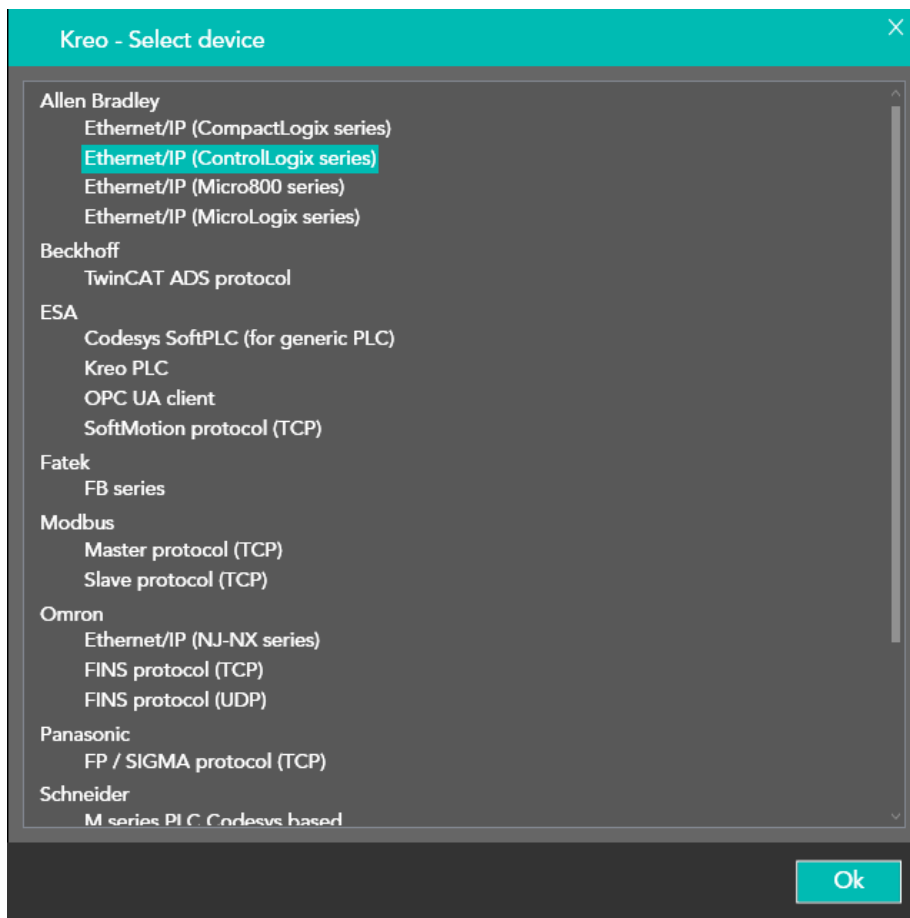 Kreo - Select device
Allen Bradley
Ethernet/IP (CompactLogix series)
Ethernet/IP (ControlLogix series)
Ethernet/IP (Micro800 series)
Ethernet/IP (MicroLogix series)
Beckhoff
TwinCAT ADS protocol
ESA
Codesys SoftPLC (for generic PLC)
Kreo PLC
OPC UA client
SoftMotion protocol (TCP)
Fatek
FB series
Modbus
Master protocol (TCP)
Slave protocol (TCP)
Omron
Ethernet/IP (NJ-NX series)
FINS protocol (TCP)
FINS protocol (UDP)
Panasonic
FP / SIGMA protocol (TCP)
Schneider
M series PLC Codesys based
Ok